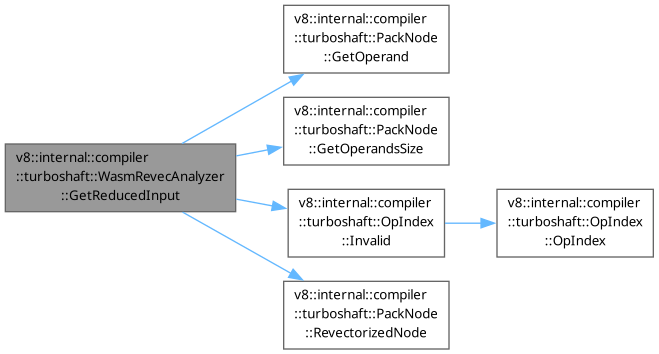 v8::internal::compiler
::turboshaft::WasmRevecAnalyzer
::GetReducedInput
v8::internal::compiler
::turboshaft::PackNode
::GetOperand
v8::internal::compiler
::turboshaft::PackNode
::GetOperandsSize
v8::internal::compiler
::turboshaft::OpIndex
::Invalid
v8::internal::compiler
::turboshaft::OpIndex
::OpIndex
v8::internal::compiler
::turboshaft::PackNode
::RevectorizedNode